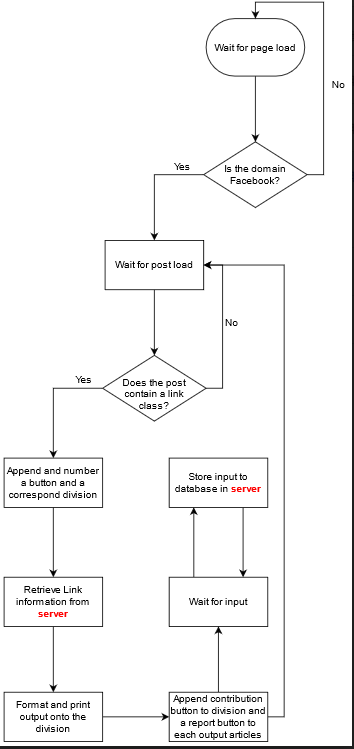 Wait for page load
No
Is the domain
Facebook?
Yes
Wait for post load
No
Does the post
contain a link
class?
Yes
Append and number
a button and a
correspond division
Store input to
database in server
Retrieve Link
information from
server
Wait for input
Format and print
output onto the
division
Append contribution
button to division and
a report button to
each output articles